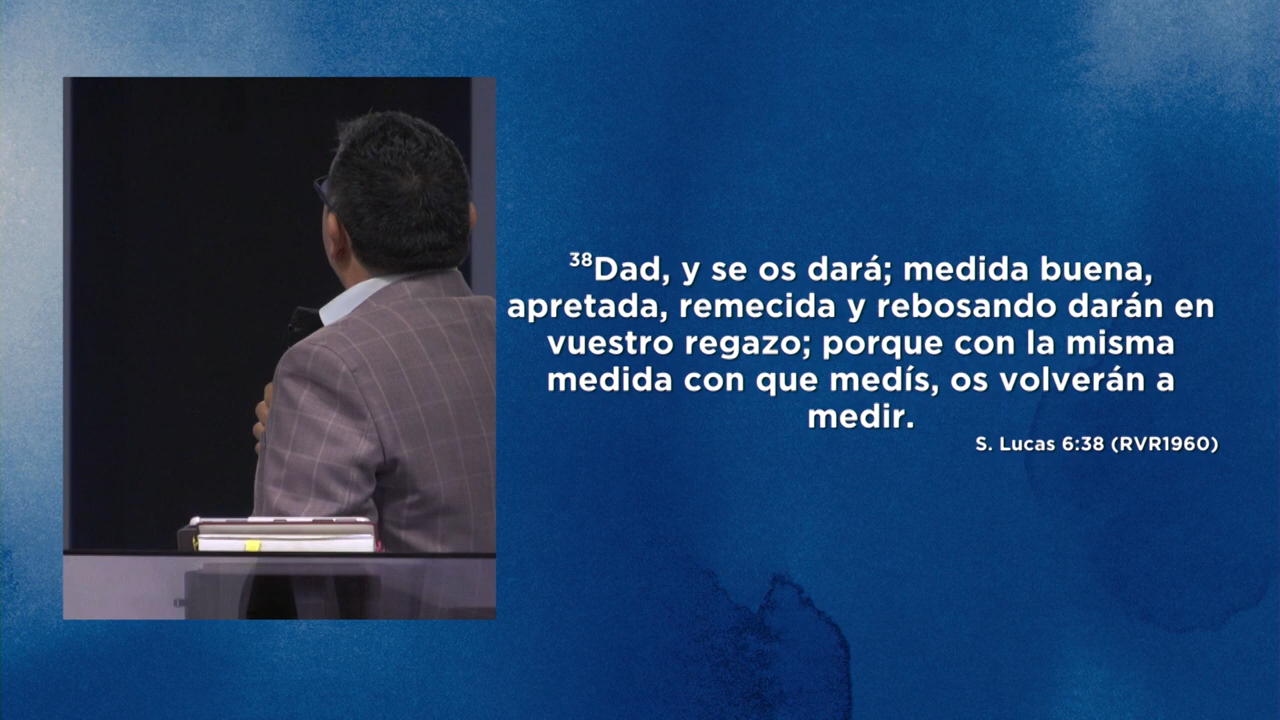 ³⁸Dad, y se os dará; medida buena,
apretada, remecida y rebosando darán en
vuestro regazo; porque con la misma
medida con que medís, os volverán a
medir.
S. Lucas 6:38 (RVR1960)